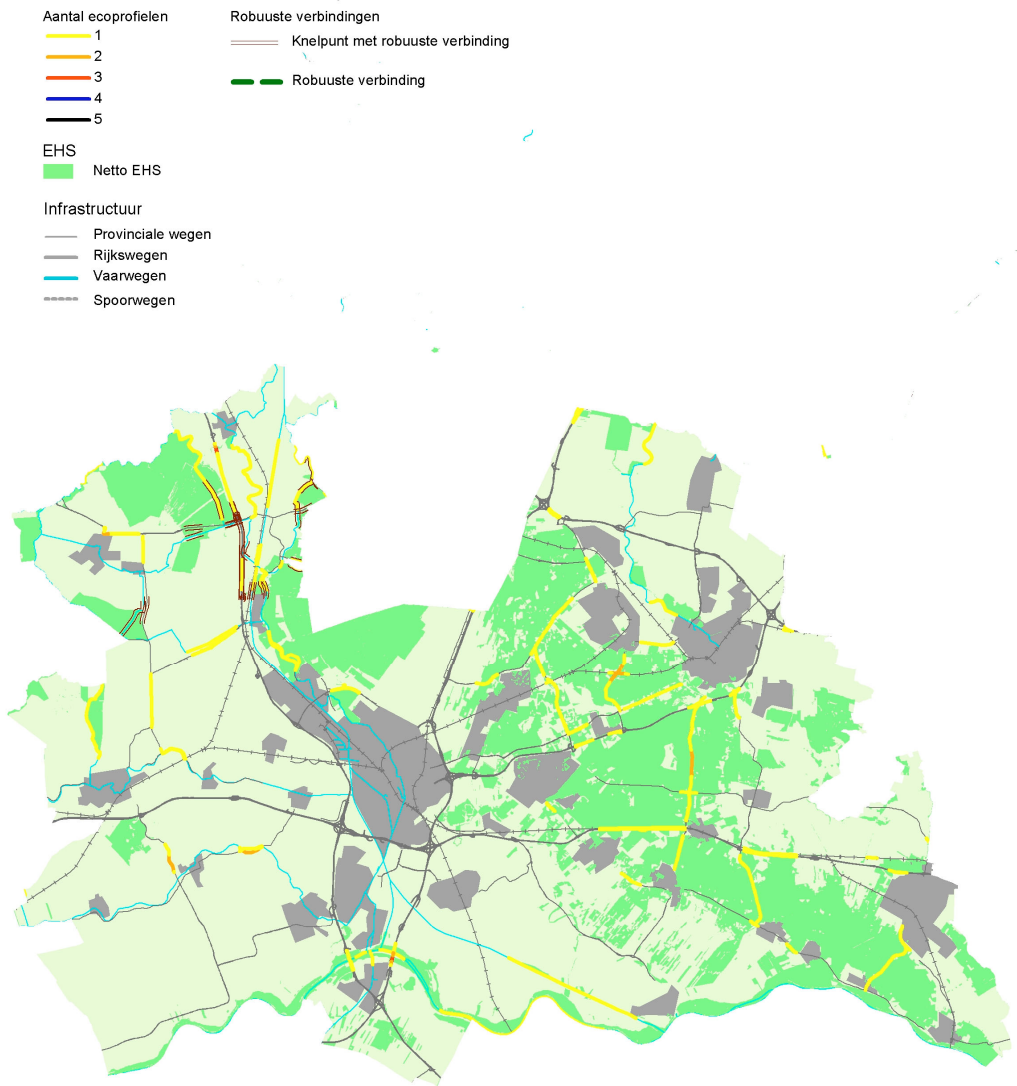 Aantal ecoprofielen
1
2
3
4
5
Robuuste verbindingen
Knelpunt met robuuste verbinding
Robuuste verbinding
EHS
Netto EHS
Infrastructuur
Provinciale wegen
Rijkswegen
Vaarwegen
Spoorwegen